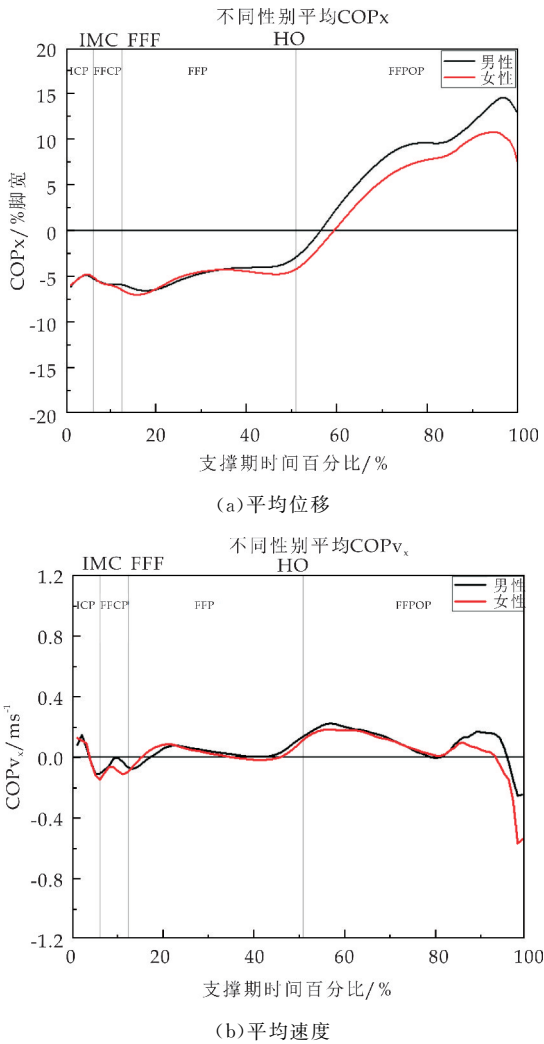 不同性别平均COPx
IMC FFF HO
ICP FFCP FFP FFPOP
男性
女性
20
15
10
5
0
-5
-10
-15
-20
COPx/%脚宽
0 20 40 60 80 100
支撑期时间百分比/%
(a)平均位移
不同性别平均COPvₓ
IMC FFF HO
ICP FFCP FFP FFPOP
男性
女性
1.2
0.8
0.4
0.0
-0.4
-0.8
-1.2
COPvₓ/ms⁻¹
0 20 40 60 80 100
支撑期时间百分比/%
(b)平均速度